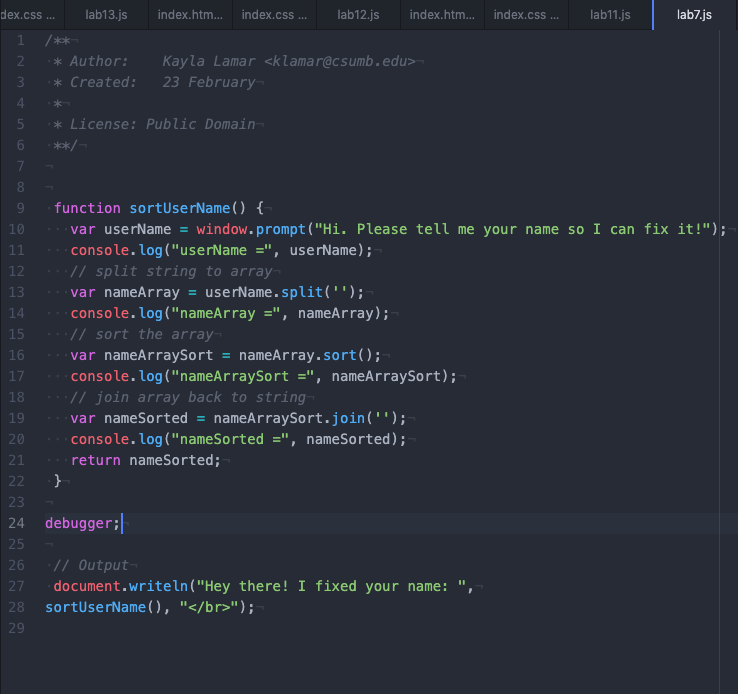 dex.css ... lab13.js index.htm... index.css ... lab12.js index.htm... index.css ... lab11.js lab7.js
1 /**
2 * Author:    Kayla Lamar <klamar@csumb.edu>
3 * Created:   23 February
4 *
5 * License: Public Domain
6 **/
7
8
9 function sortUserName() {
10   var userName = window.prompt("Hi. Please tell me your name so I can fix it!");
11   console.log("userName =", userName);
12   // split string to array
13   var nameArray = userName.split('');
14   console.log("nameArray =", nameArray);
15   // sort the array
16   var nameArraySort = nameArray.sort();
17   console.log("nameArraySort =", nameArraySort);
18   // join array back to string
19   var nameSorted = nameArraySort.join('');
20   console.log("nameSorted =", nameSorted);
21   return nameSorted;
22 }
23
24 debugger;
25
26 // Output
27 document.writeln("Hey there! I fixed your name: ",
28 sortUserName(), "</br>");
29